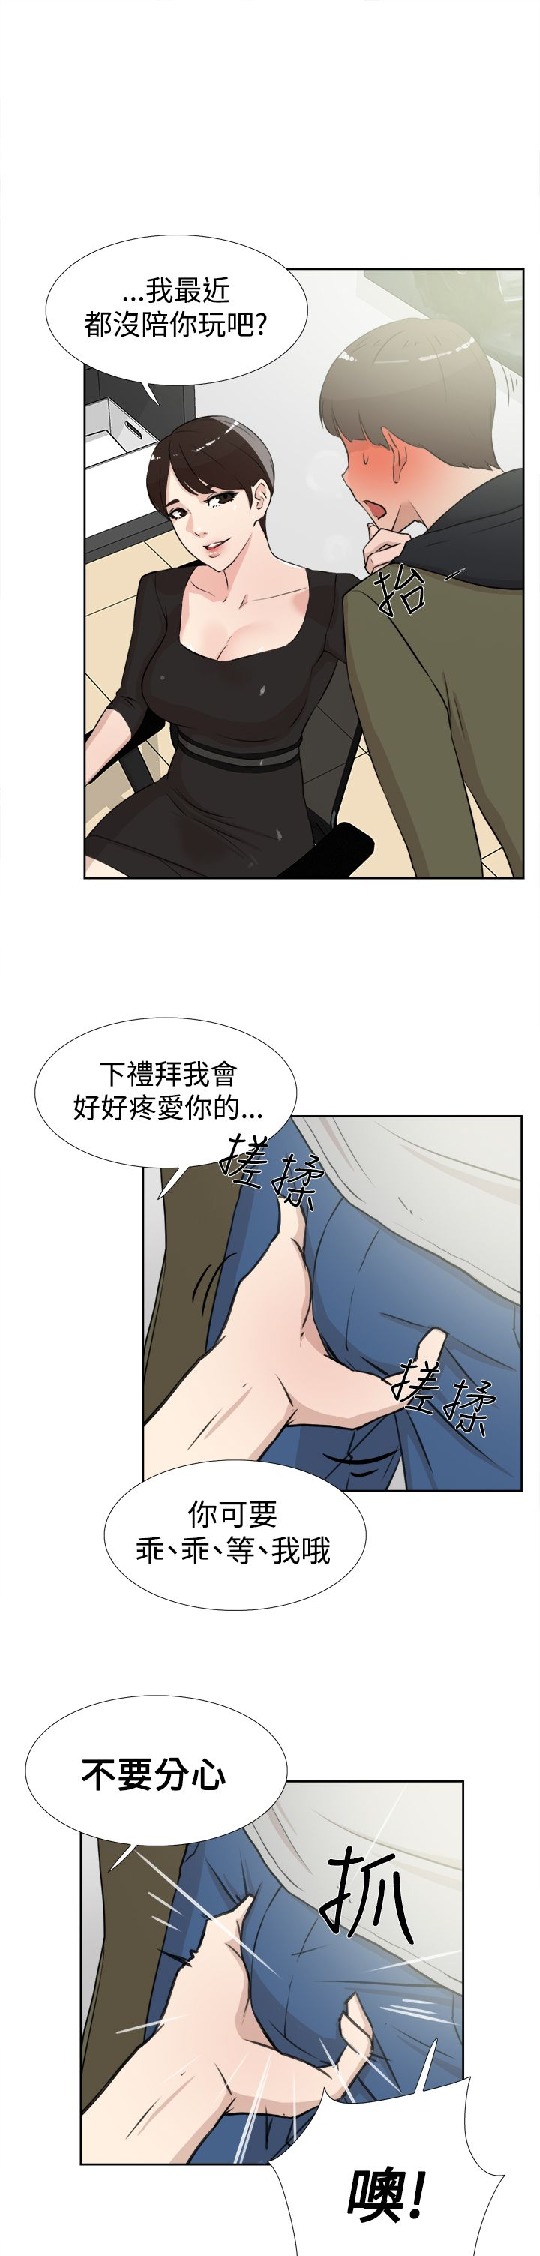 ...我最近
都沒陪你玩吧?
抬
下禮拜我會
好好疼愛你的...
搓揉
搓揉
你可要
乖、乖、等、我哦
不要分心
抓
噢!